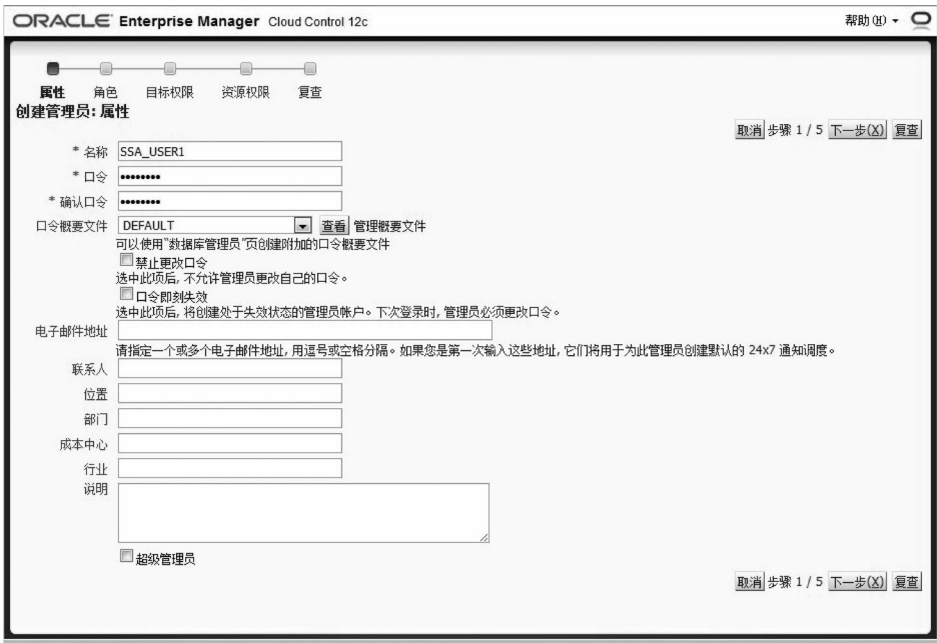 ORACLE Enterprise Manager Cloud Control 12c 帮助(H)
属性 角色 目标权限 资源权限 复查
创建管理员: 属性
取消 步骤 1 / 5 下一步(X) 复查
* 名称 SSA_USER1
* 口令 ••••••••
* 确认口令 ••••••••
口令概要文件 DEFAULT 查看 管理概要文件
可以使用"数据库管理员"页创建附加的口令概要文件
禁止更改口令
选中此项后, 不允许管理员更改自己的口令。
口令即刻失效
选中此项后, 将创建处于失效状态的管理员帐户。下次登录时, 管理员必须更改口令。
电子邮件地址
请指定一个或多个电子邮件地址, 用逗号或空格分隔。如果您是第一次输入这些地址, 它们将用于为此管理员创建默认的 24x7 通知调度。
联系人
位置
部门
成本中心
行业
说明
超级管理员
取消 步骤 1 / 5 下一步(X) 复查